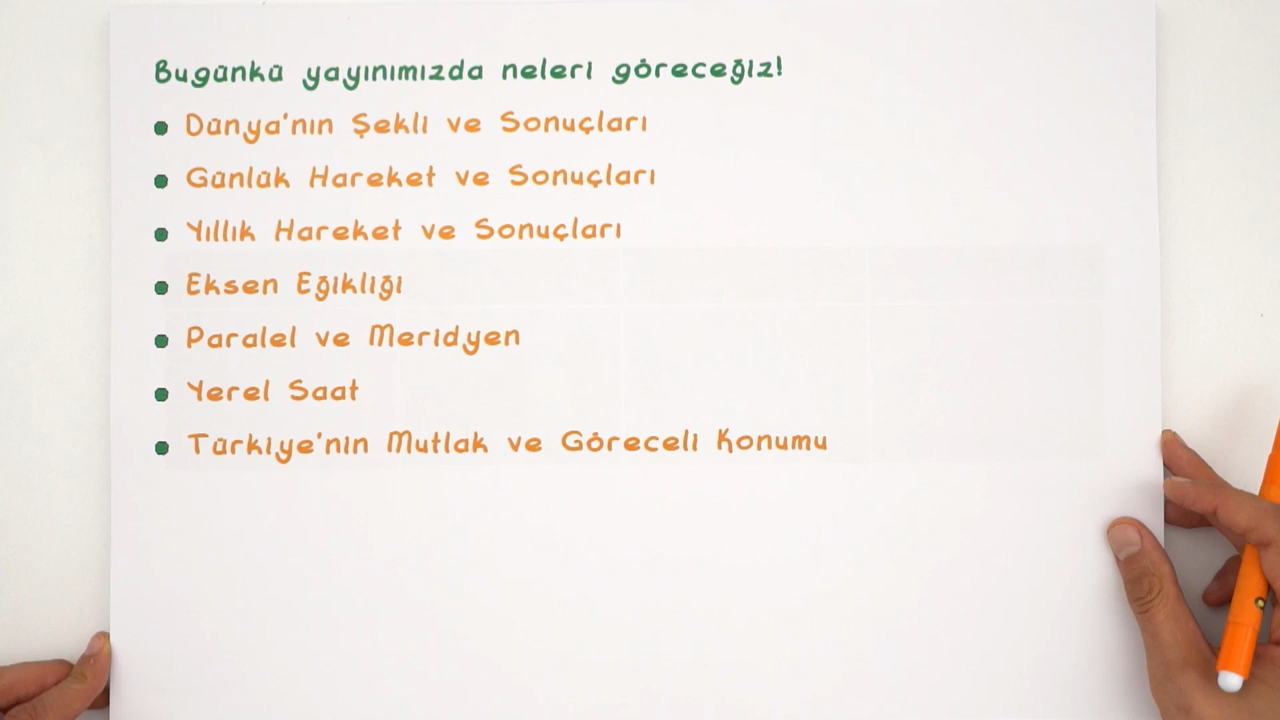 Bugünkü yayınımızda neleri göreceğiz!
• Dünya'nın Şekli ve Sonuçları
• Günlük Hareket ve Sonuçları
• Yıllık Hareket ve Sonuçları
• Eksen Eğikliği
• Paralel ve Meridyen
• Yerel Saat
• Türkiye'nin Mutlak ve Göreceli Konumu